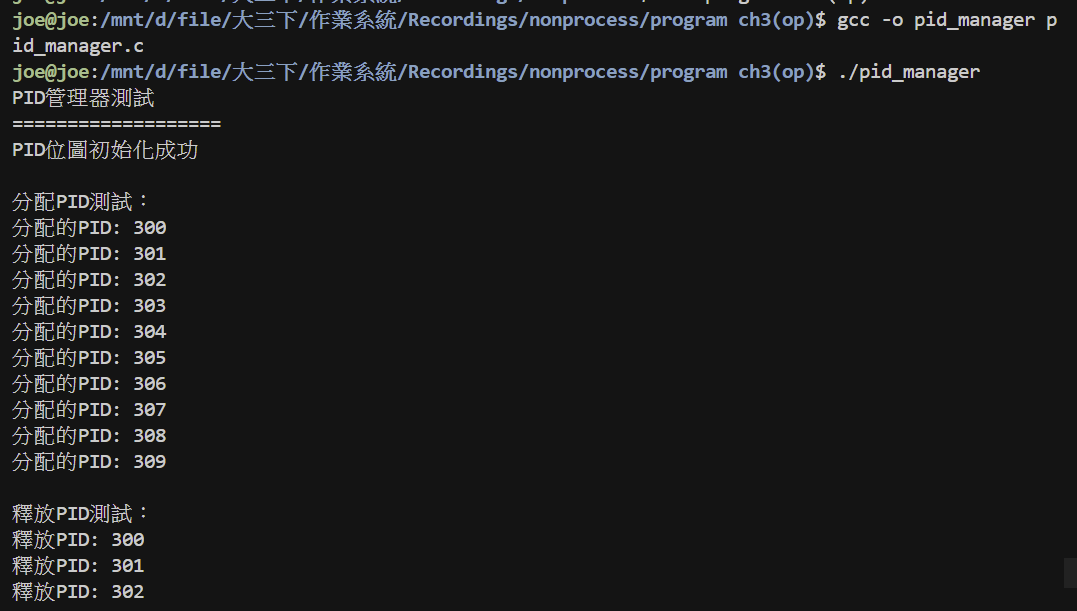 joe@joe:/mnt/d/file/大三下/作業系統/Recordings/nonprocess/program ch3(op)$ gcc -o pid_manager p
id_manager.c
joe@joe:/mnt/d/file/大三下/作業系統/Recordings/nonprocess/program ch3(op)$ ./pid_manager
PID管理器測試
===================
PID位圖初始化成功
分配PID測試：
分配的PID: 300
分配的PID: 301
分配的PID: 302
分配的PID: 303
分配的PID: 304
分配的PID: 305
分配的PID: 306
分配的PID: 307
分配的PID: 308
分配的PID: 309
釋放PID測試：
釋放PID: 300
釋放PID: 301
釋放PID: 302